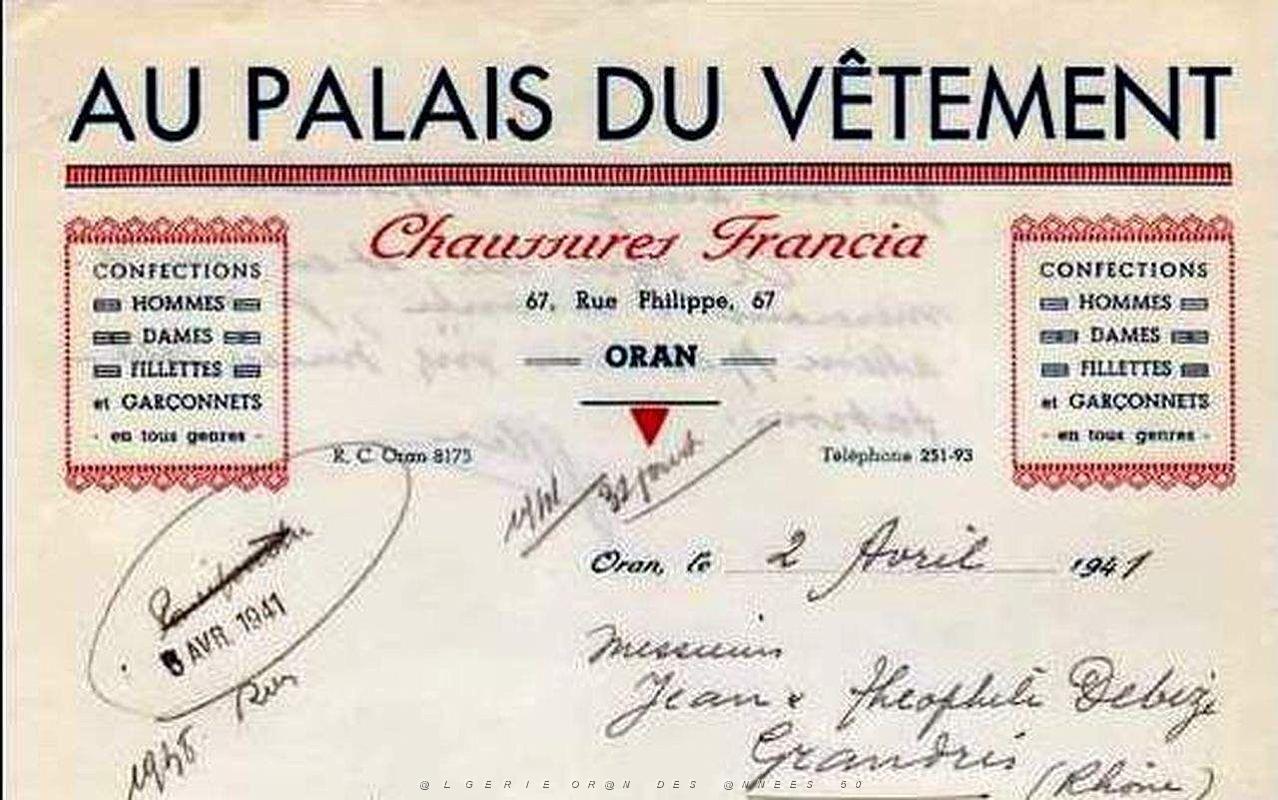 AU PALAIS DU VÊTEMENT
Chaussures Francia
67, Rue Philippe, 67
ORAN
CONFECTIONS
HOMMES
DAMES
FILLETTES
et GARÇONNETS
- en tous genres -
CONFECTIONS
HOMMES
DAMES
FILLETTES
et GARÇONNETS
- en tous genres -
R. C. Oran 8175
Téléphone 251-93
Oran, le 2 Avril 1941
AVR 1941
Messieurs
Jean & Théophile Debize
Grandris
(Rhône)
@LGERIE OR@N DES @NNEES 50